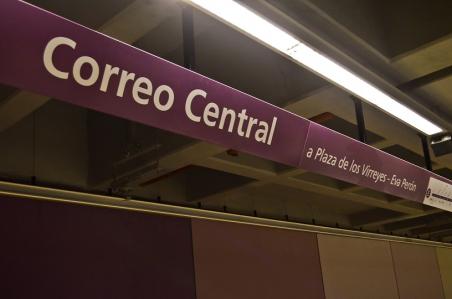 Correo Central
a Plaza de los Virreyes - Eva Perón